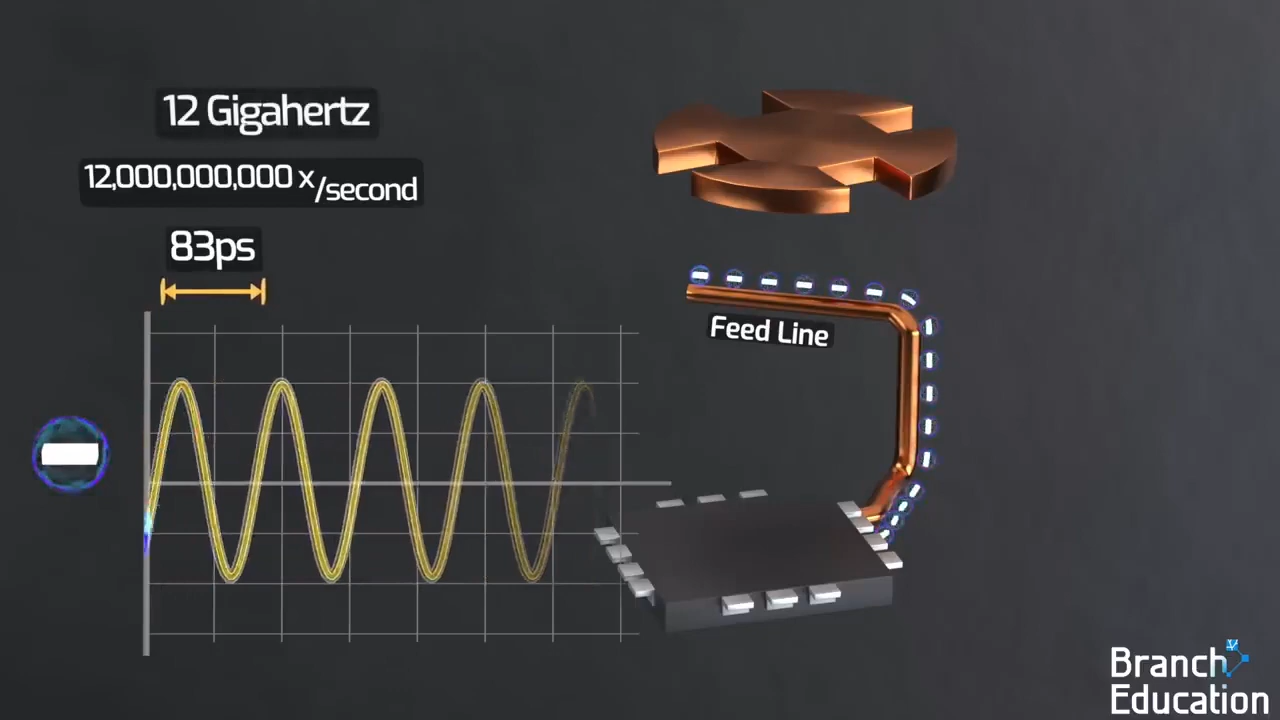 12 Gigahertz
12,000,000,000 x/second
83ps
Feed Line
Branch
Education